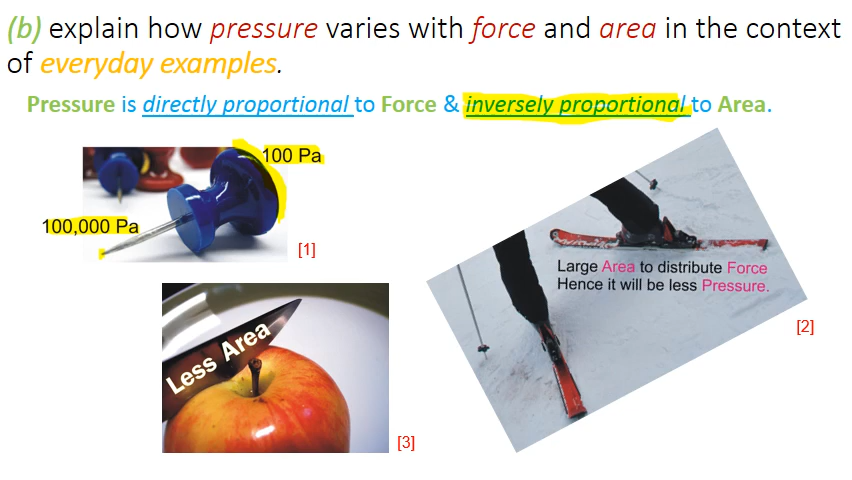 (b) explain how pressure varies with force and area in the context
of everyday examples.
Pressure is directly proportional to Force & inversely proportional to Area.
100 Pa
100,000 Pa
[1]
Large Area to distribute Force
Hence it will be less Pressure.
[2]
Less Area
[3]